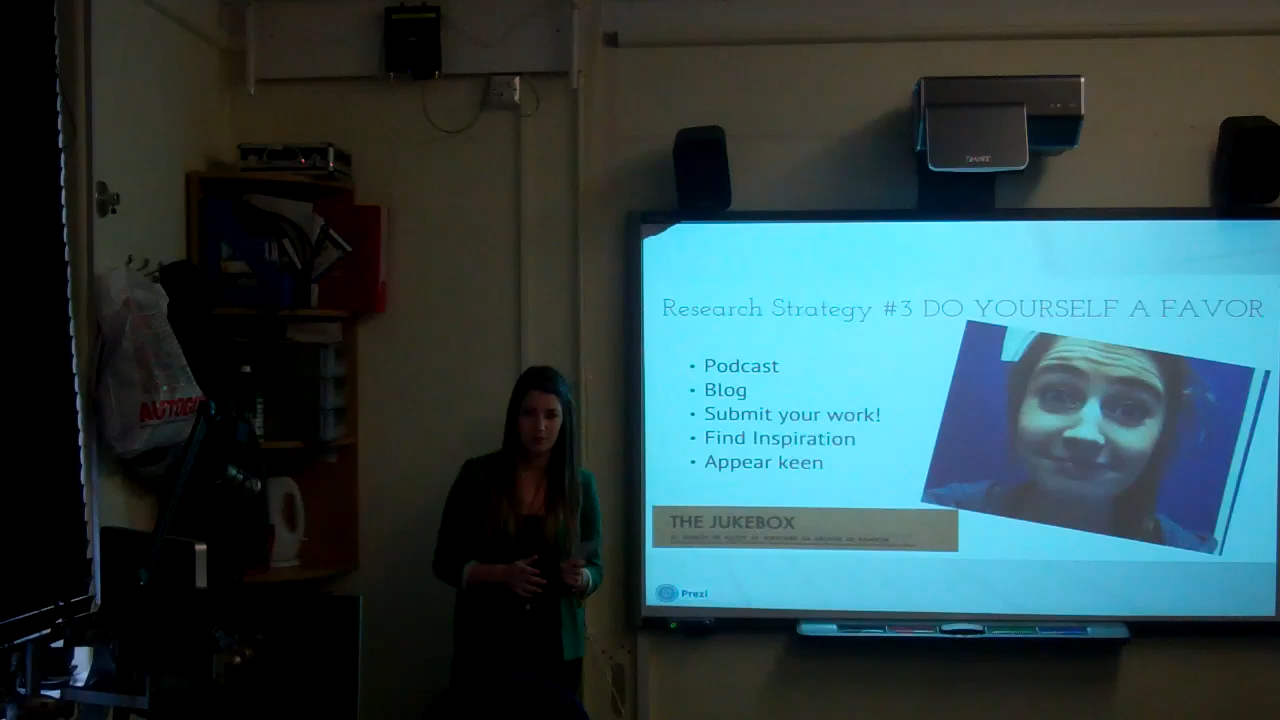 Research Strategy #3 DO YOURSELF A FAVOR
• Podcast
• Blog
• Submit your work!
• Find Inspiration
• Appear keen
THE JUKEBOX
Prezi